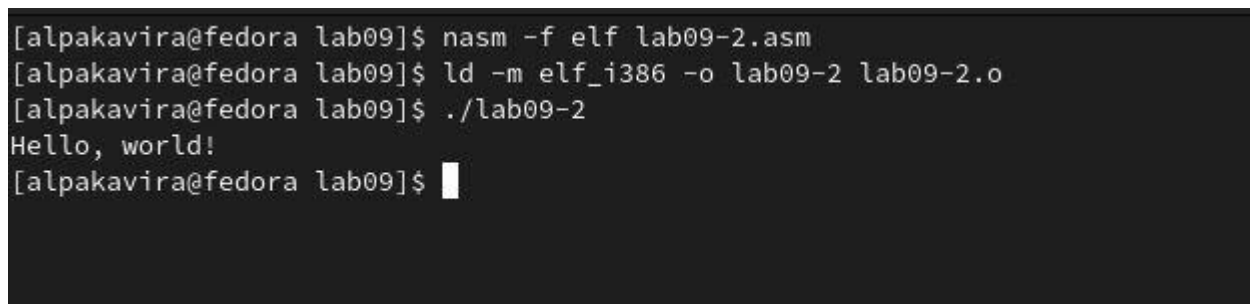 [alpakavira@fedora lab09]$ nasm -f elf lab09-2.asm
[alpakavira@fedora lab09]$ ld -m elf_i386 -o lab09-2 lab09-2.o
[alpakavira@fedora lab09]$ ./lab09-2
Hello, world!
[alpakavira@fedora lab09]$